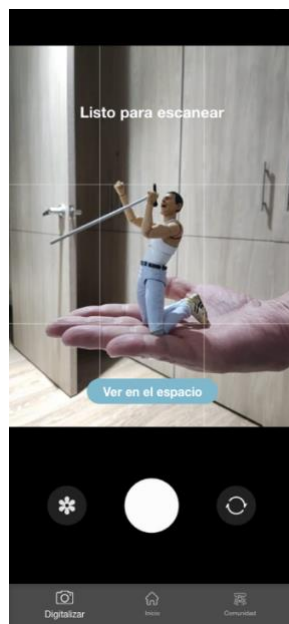 Listo para escanear
Ver en el espacio
Digitalizar
Inicio
Comunidad